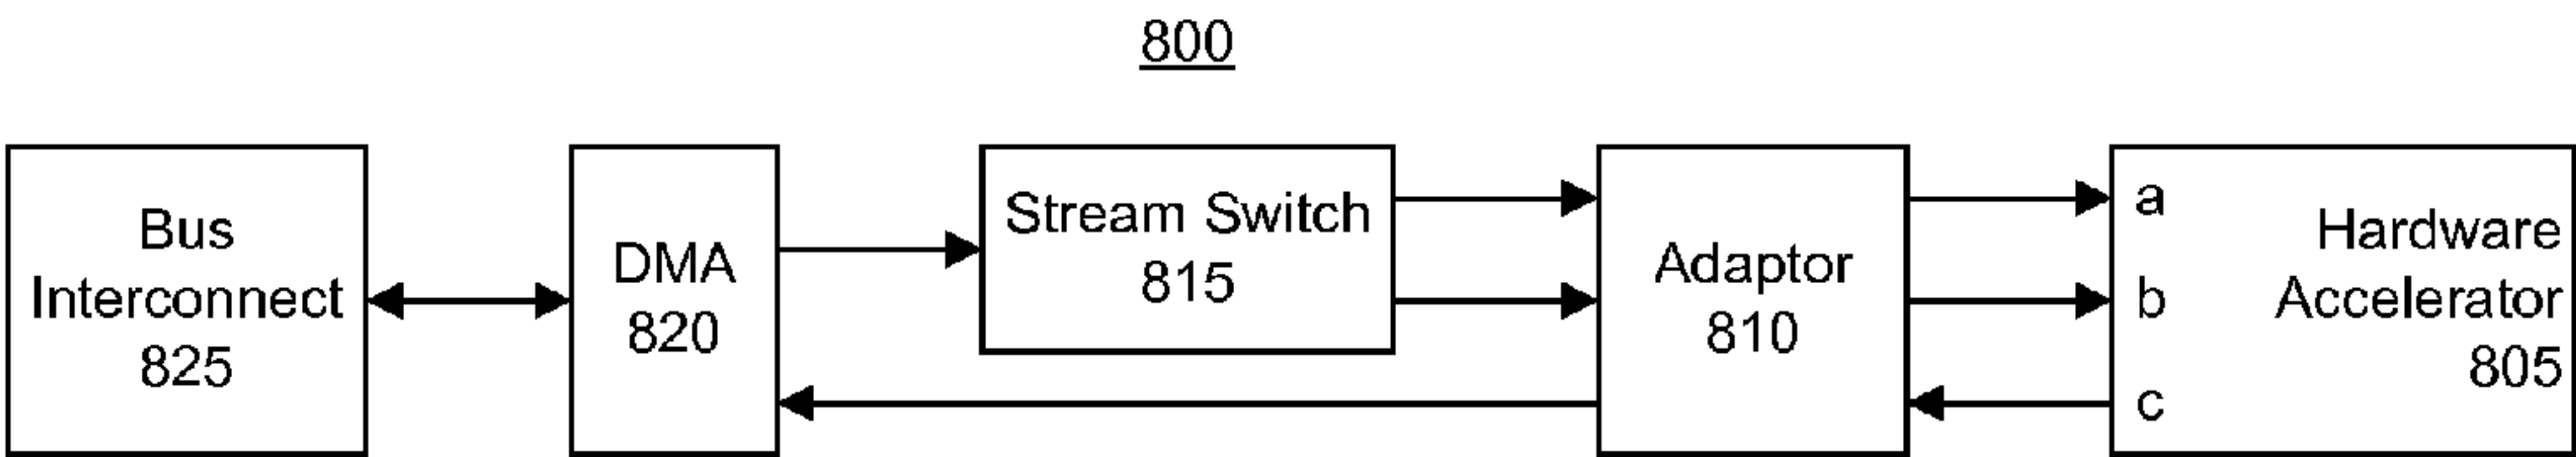 800
Bus
Interconnect
825
DMA
820
Stream Switch
815
Adaptor
810
a
b
c
Hardware
Accelerator
805